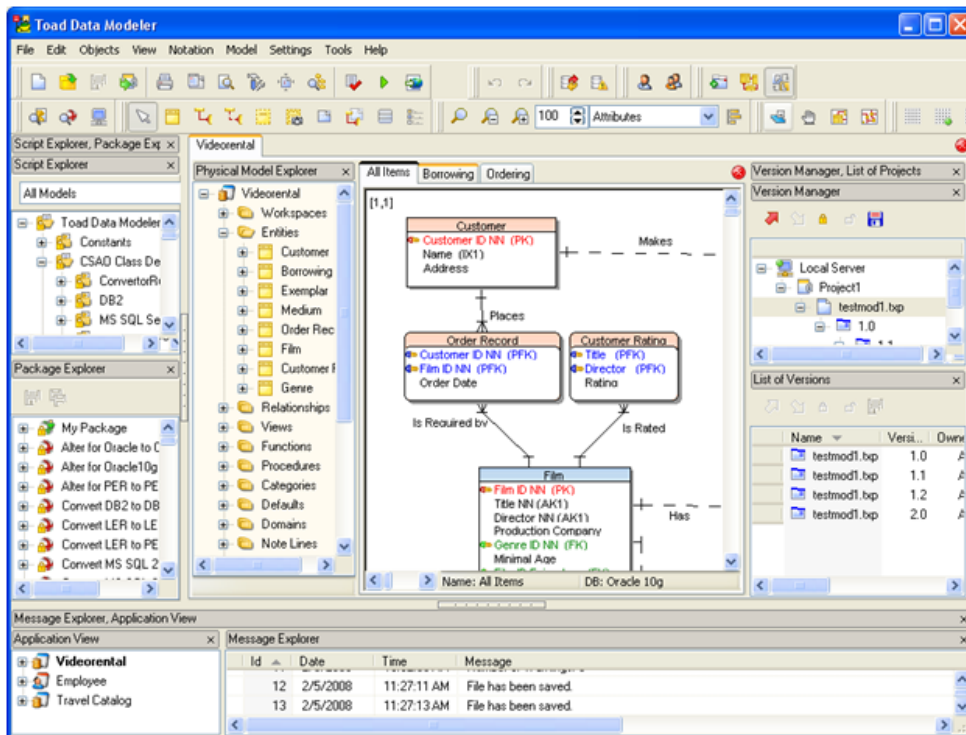 Toad Data Modeler
File Edit Objects View Notation Model Settings Tools Help
100 Attributes
Script Explorer, Package Exp
Script Explorer
All Models
Toad Data Modeler
Constants
CSAO Class De
ConvertorRe
DB2
MS SQL Se
Package Explorer
My Package
Alter for Oracle to C
Alter for Oracle10g
Alter for PER to PE
Convert DB2 to DB
Convert LER to LE
Convert LER to PE
Convert MS SQL 2
Videorental
Physical Model Explorer
Videorental
Workspaces
Entities
Customer
Borrowing
Exemplar
Medium
Order Rec
Film
Customer F
Genre
Relationships
Views
Functions
Procedures
Categories
Defaults
Domains
Note Lines
All Items Borrowing Ordering
[1,1]
Customer
Customer ID NN (PK)
Name (IX1)
Address
Makes
Places
Order Record
Customer ID NN (PFK)
Film ID NN (PFK)
Order Date
Customer Rating
Title (PFK)
Director (PFK)
Rating
Is Required by
Is Rated
Film
Film ID NN (PK)
Title NN (AK1)
Director NN (AK1)
Production Company
Genre ID NN (FK)
Minimal Age
Has
Name: All Items DB: Oracle 10g
Version Manager, List of Projects
Version Manager
Local Server
Project1
testmod1.txp
1.0
1.1
List of Versions
Name Versi... Owne
testmod1.txp 1.0 A
testmod1.txp 1.1 A
testmod1.txp 1.2 A
testmod1.txp 2.0 A
Message Explorer, Application View
Application View
Videorental
Employee
Travel Catalog
Message Explorer
Id Date Time Message
12 2/5/2008 11:27:11 AM File has been saved.
13 2/5/2008 11:27:13 AM File has been saved.